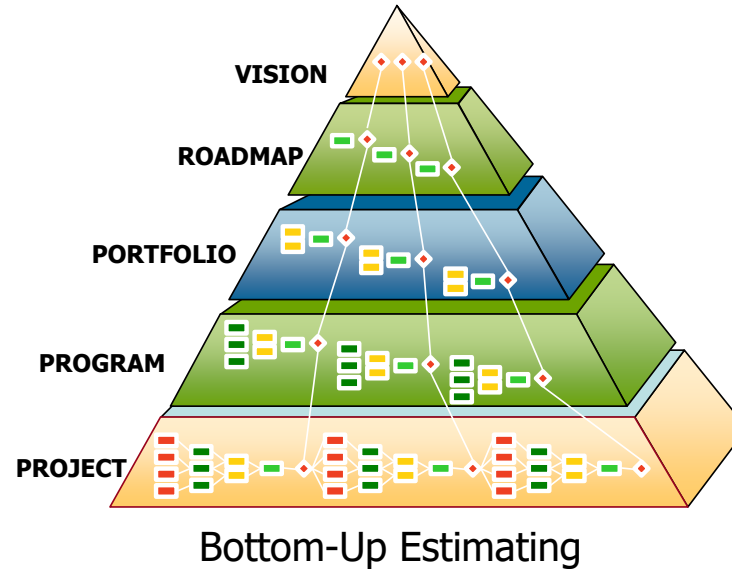 VISION
ROADMAP
PORTFOLIO
PROGRAM
PROJECT
Bottom-Up Estimating